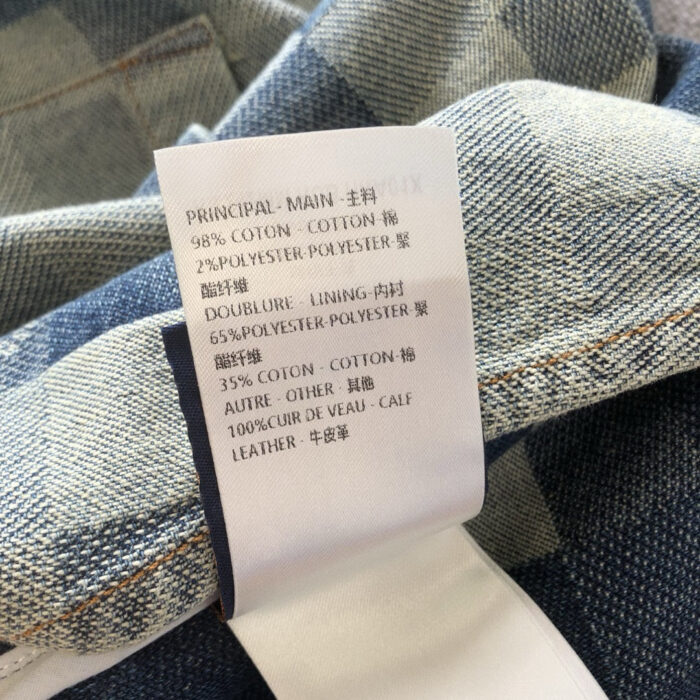 PRINCIPAL- MAIN -主料
98% COTON - COTTON-棉
2%POLYESTER-POLYESTER-聚
酯纤维
DOUBLURE - LINING-内衬
65%POLYESTER-POLYESTER-聚
酯纤维
35% COTON - COTTON-棉
AUTRE - OTHER - 其他
100%CUIR DE VEAU - CALF
LEATHER - 牛皮革